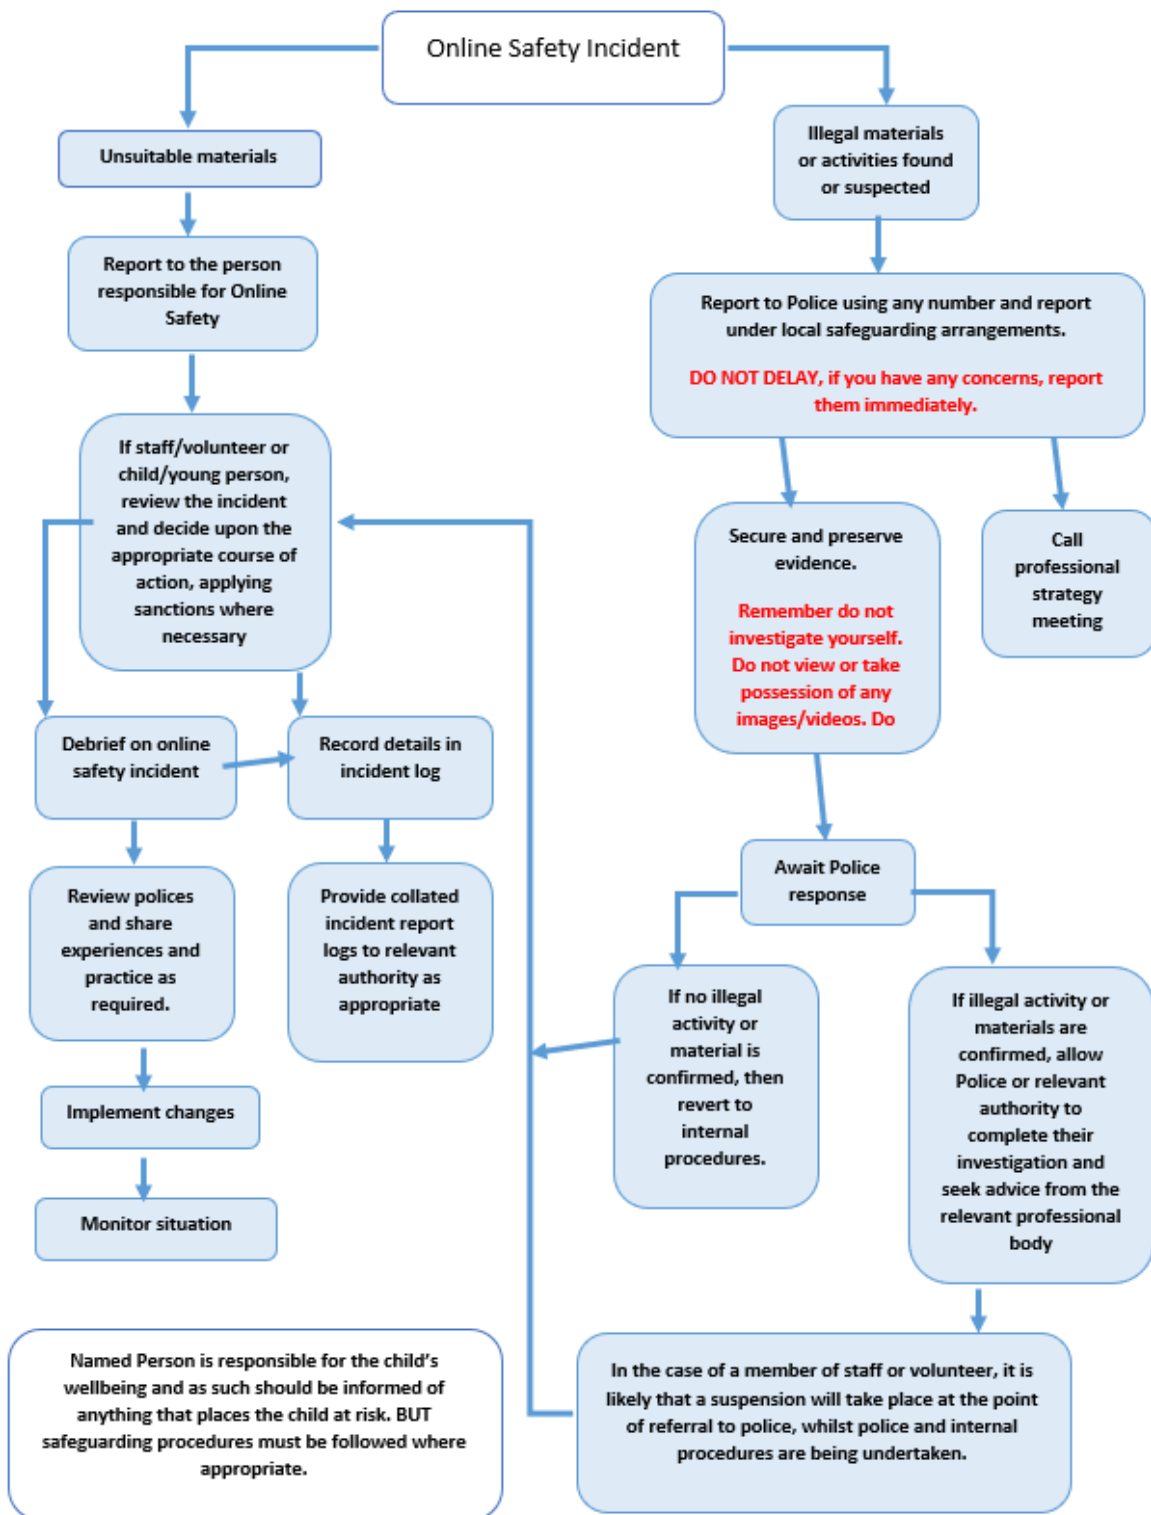 Online Safety Incident
Unsuitable materials
Report to the person
responsible for Online
Safety
If staff/volunteer or
child/young person,
review the incident
and decide upon the
appropriate course of
action, applying
sanctions where
necessary
Debrief on online
safety incident
Record details in
incident log
Review polices
and share
experiences and
practice as
required.
Provide collated
incident report
logs to relevant
authority as
appropriate
Implement changes
Monitor situation
Illegal materials
or activities found
or suspected
Report to Police using any number and report
under local safeguarding arrangements.
DO NOT DELAY, if you have any concerns, report
them immediately.
Secure and preserve
evidence.
Remember do not
investigate yourself.
Do not view or take
possession of any
images/videos. Do
Call
professional
strategy
meeting
Await Police
response
If no illegal
activity or
material is
confirmed, then
revert to
internal
procedures.
If illegal activity or
materials are
confirmed, allow
Police or relevant
authority to
complete their
investigation and
seek advice from the
relevant professional
body
In the case of a member of staff or volunteer, it is
likely that a suspension will take place at the point
of referral to police, whilst police and internal
procedures are being undertaken.
Named Person is responsible for the child's
wellbeing and as such should be informed of
anything that places the child at risk. BUT
safeguarding procedures must be followed where
appropriate.